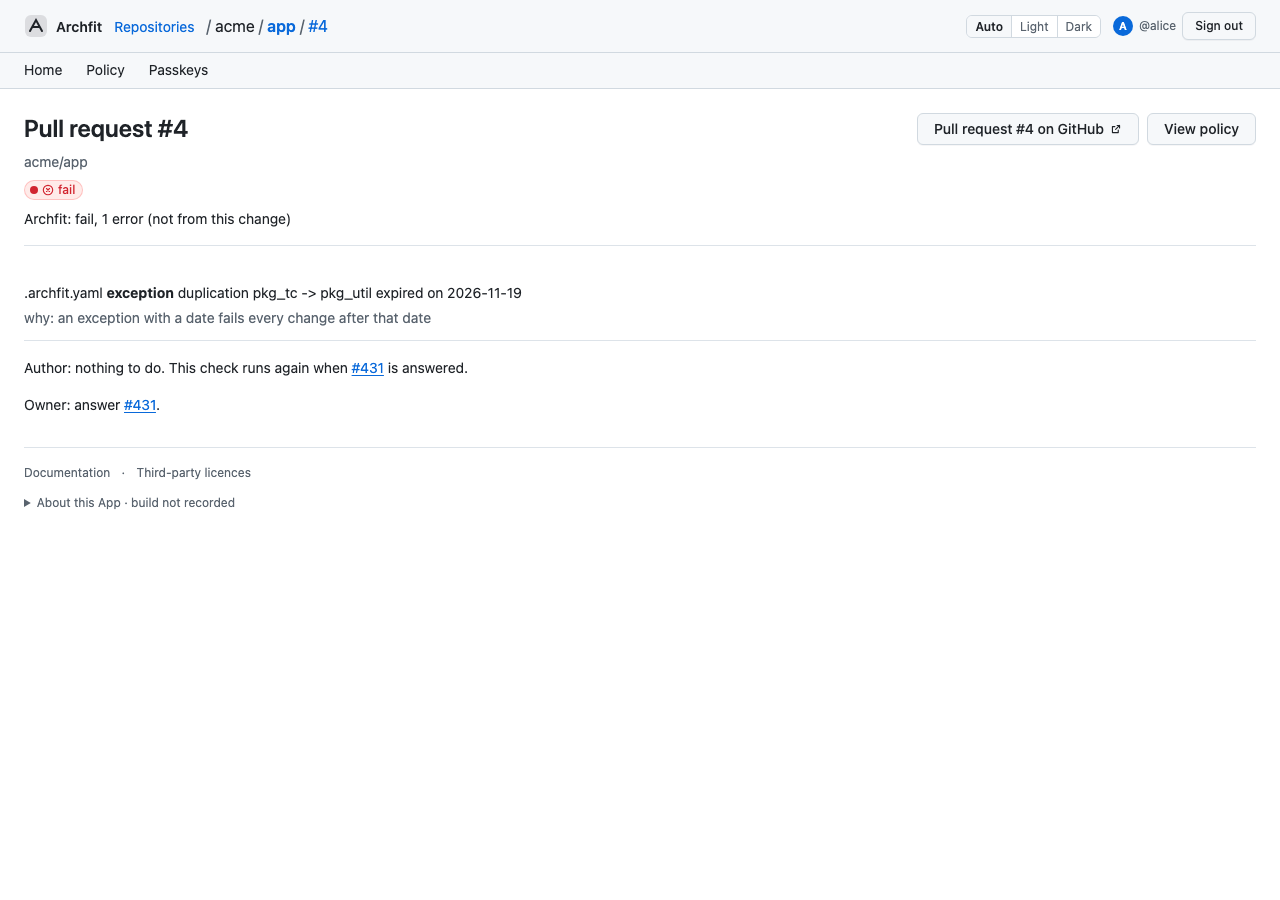 Archfit Repositories / acme / app / #4
Auto Light Dark A @alice Sign out
Home Policy Passkeys
Pull request #4
Pull request #4 on GitHub View policy
acme/app
fail
Archfit: fail, 1 error (not from this change)
.archfit.yaml exception duplication pkg_tc -> pkg_util expired on 2026-11-19
why: an exception with a date fails every change after that date
Author: nothing to do. This check runs again when #431 is answered.
Owner: answer #431.
Documentation · Third-party licences
About this App · build not recorded